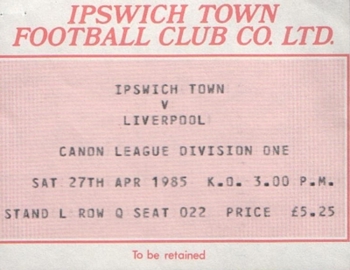 IPSWICH TOWN
FOOTBALL CLUB CO. LTD.
IPSWICH TOWN
V
LIVERPOOL
CANON LEAGUE DIVISION ONE
SAT 27TH APR 1985 K.O. 3.00 P.M.
STAND L ROW Q SEAT 022 PRICE £5.25
To be retained